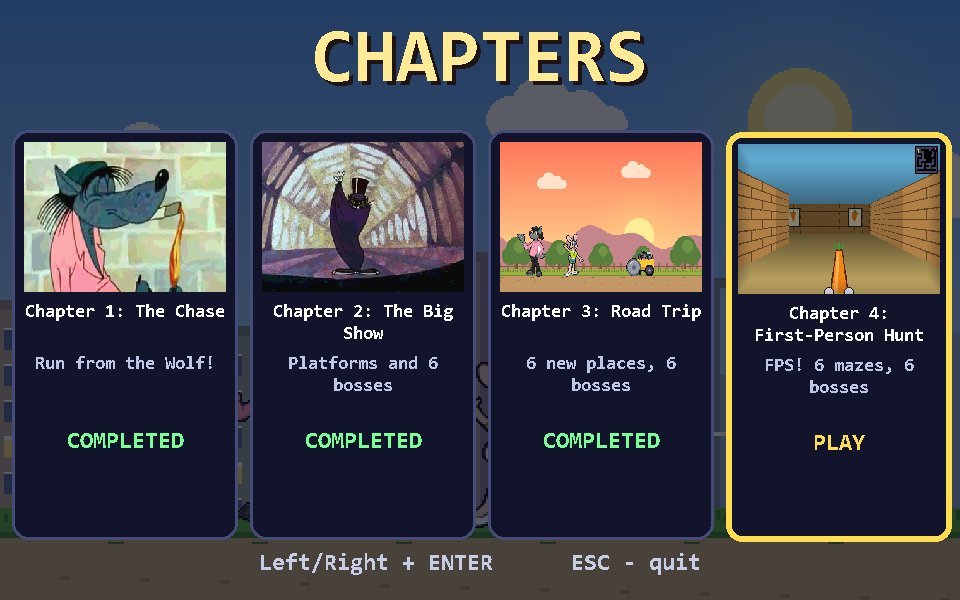 CHAPTERS
Chapter 1: The Chase
Run from the Wolf!
COMPLETED
Chapter 2: The Big
Show
Platforms and 6
bosses
COMPLETED
Chapter 3: Road Trip
6 new places, 6
bosses
COMPLETED
Chapter 4:
First-Person Hunt
FPS! 6 mazes, 6
bosses
PLAY
Left/Right + ENTER
ESC - quit